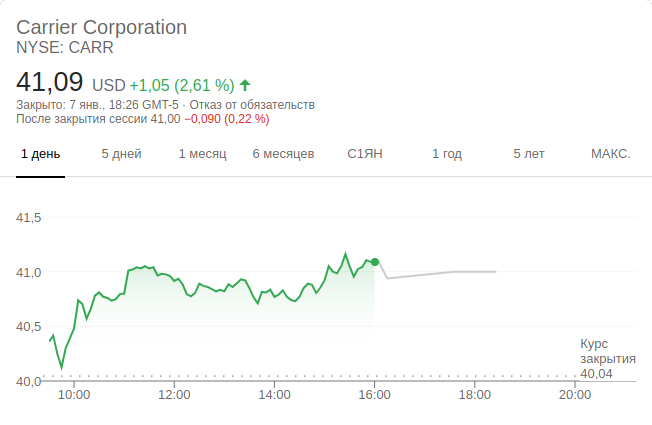 Carrier Corporation
NYSE: CARR
41,09 USD +1,05 (2,61 %)
Закрыто: 7 янв., 18:26 GMT-5 · Отказ от обязательств
После закрытия сессии 41,00 −0,090 (0,22 %)
1 день 5 дней 1 месяц 6 месяцев С1ЯН 1 год 5 лет МАКС.
41,5
41,0
40,5
Курс
закрытия
40,04
40,0
10:00 12:00 14:00 16:00 18:00 20:00